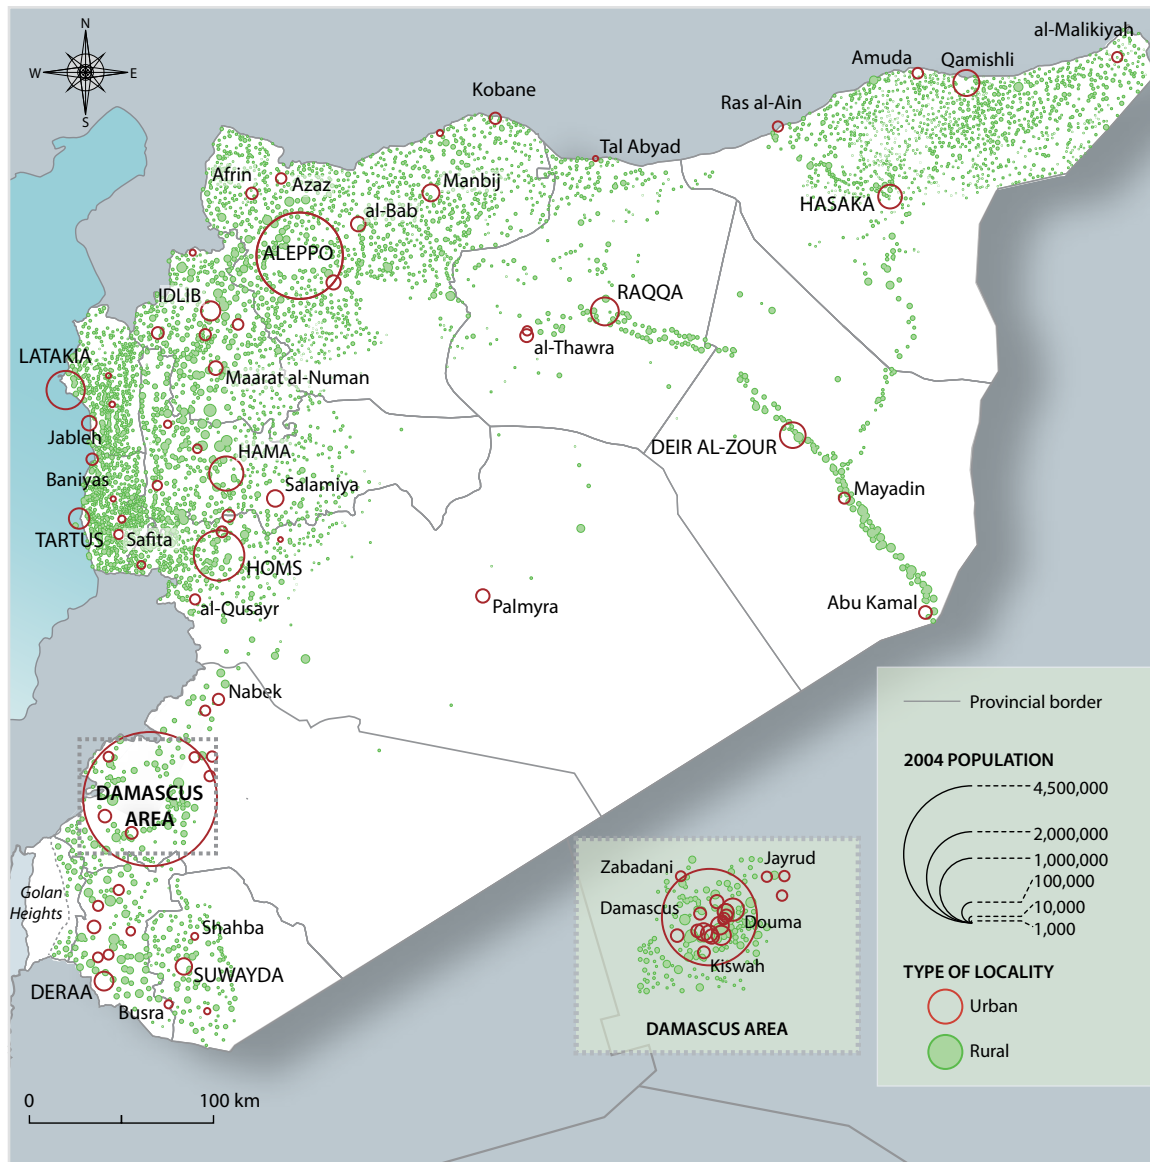 N
W
E
S
al-Malikiyah
Amuda
Qamishli
Kobane
Ras al-Ain
Tal Abyad
Afrin
Azaz
Manbij
al-Bab
HASAKA
ALEPPO
IDLIB
RAQQA
al-Thawra
LATAKIA
Maarat al-Numan
Jableh
HAMA
DEIR AL-ZOUR
Baniyas
Salamiya
Mayadin
TARTUS
Safita
HOMS
al-Qusayr
Palmyra
Abu Kamal
Nabek
DAMASCUS
AREA
Golan
Heights
Shahba
SUWAYDA
DERAA
Busra
0
100 km
Zabadani
Jayrud
Damascus
Douma
Kiswah
DAMASCUS AREA
Provincial border
2004 POPULATION
4,500,000
2,000,000
1,000,000
100,000
10,000
1,000
TYPE OF LOCALITY
Urban
Rural